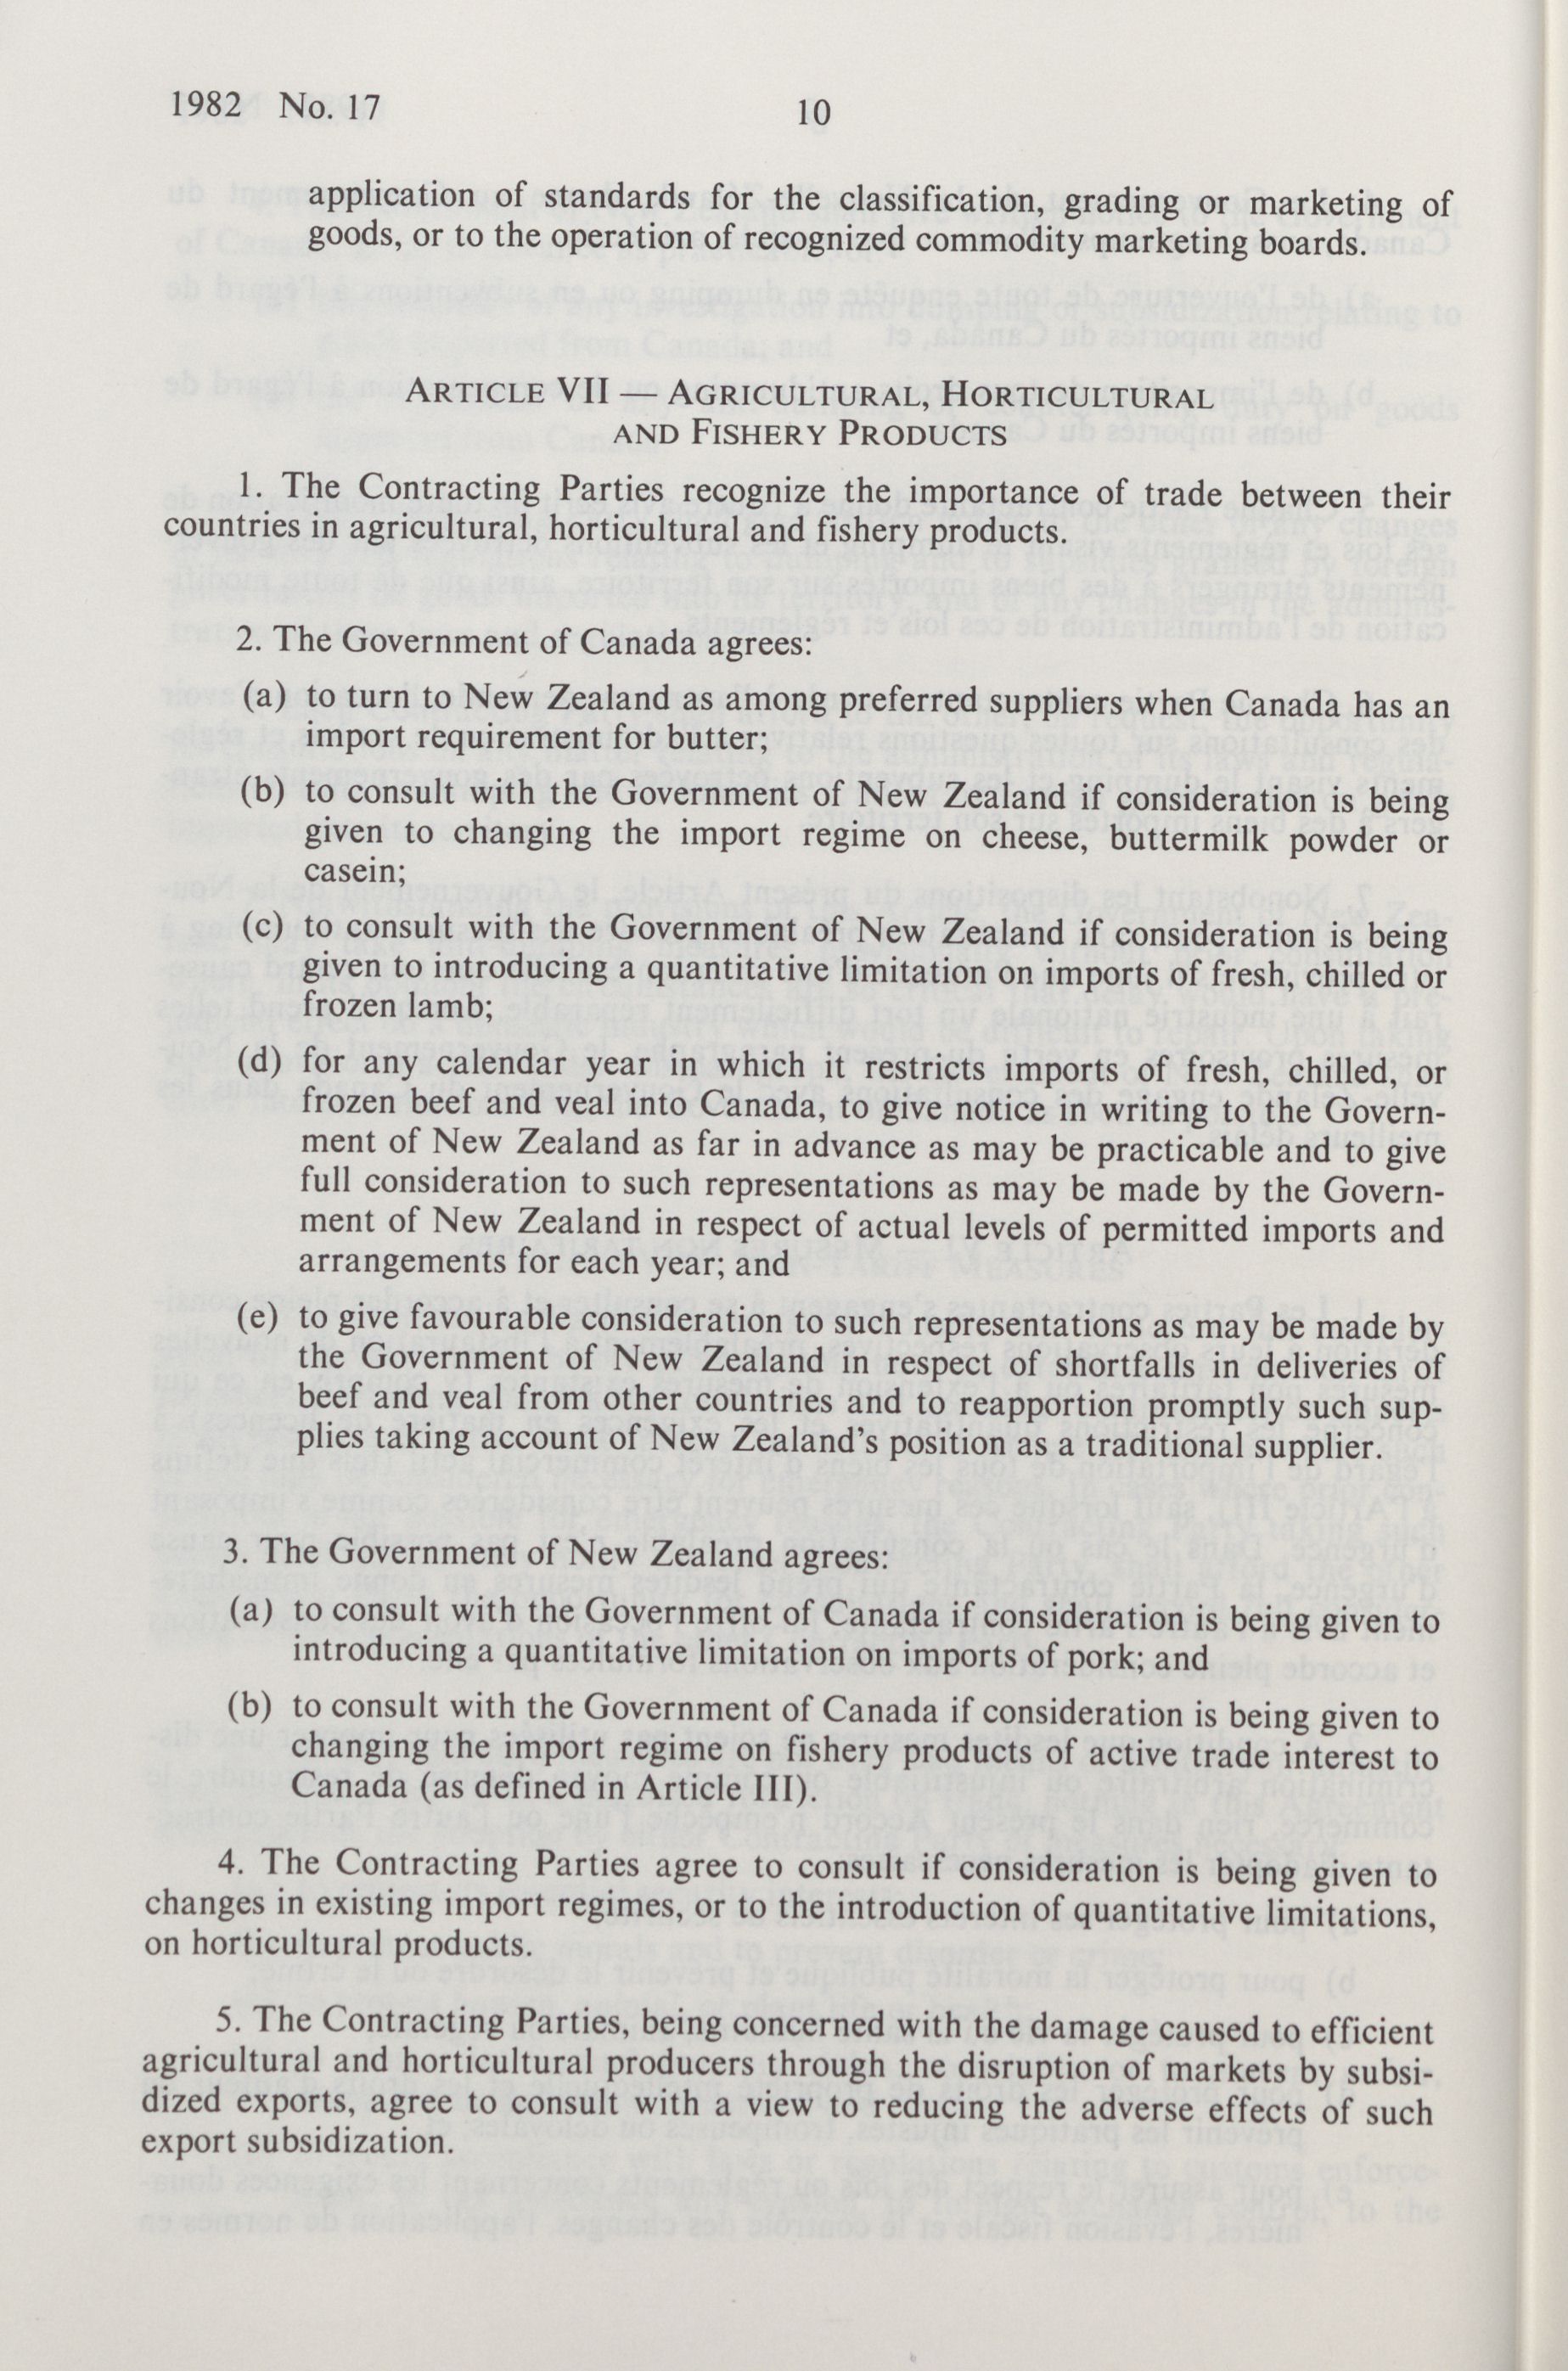 1982 No. 17
10
application of standards for the classification, grading or marketing of
goods, or to the operation of recognized commodity marketing boards.
ARTICLE VII — AGRICULTURAL, HORTICULTURAL
AND FISHERY PRODUCTS
1. The Contracting Parties recognize the importance of trade between their
countries in agricultural, horticultural and fishery products.
2. The Government of Canada agrees:
(a) to turn to New Zealand as among preferred suppliers when Canada has an
import requirement for butter;
(b) to consult with the Government of New Zealand if consideration is being
given to changing the import regime on cheese, buttermilk powder or
casein;
(c) to consult with the Government of New Zealand if consideration is being
given to introducing a quantitative limitation on imports of fresh, chilled or
frozen lamb;
(d) for any calendar year in which it restricts imports of fresh, chilled, or
frozen beef and veal into Canada, to give notice in writing to the Govern-
ment of New Zealand as far in advance as may be practicable and to give
full consideration to such representations as may be made by the Govern-
ment of New Zealand in respect of actual levels of permitted imports and
arrangements for each year; and
(e) to give favourable consideration to such representations as may be made by
the Government of New Zealand in respect of shortfalls in deliveries of
beef and veal from other countries and to reapportion promptly such sup-
plies taking account of New Zealand's position as a traditional supplier.
3. The Government of New Zealand agrees:
(a) to consult with the Government of Canada if consideration is being given to
introducing a quantitative limitation on imports of pork; and
(b) to consult with the Government of Canada if consideration is being given to
changing the import regime on fishery products of active trade interest to
Canada (as defined in Article III).
4. The Contracting Parties agree to consult if consideration is being given to
changes in existing import regimes, or to the introduction of quantitative limitations,
on horticultural products.
5. The Contracting Parties, being concerned with the damage caused to efficient
agricultural and horticultural producers through the disruption of markets by subsi-
dized exports, agree to consult with a view to reducing the adverse effects of such
export subsidization.